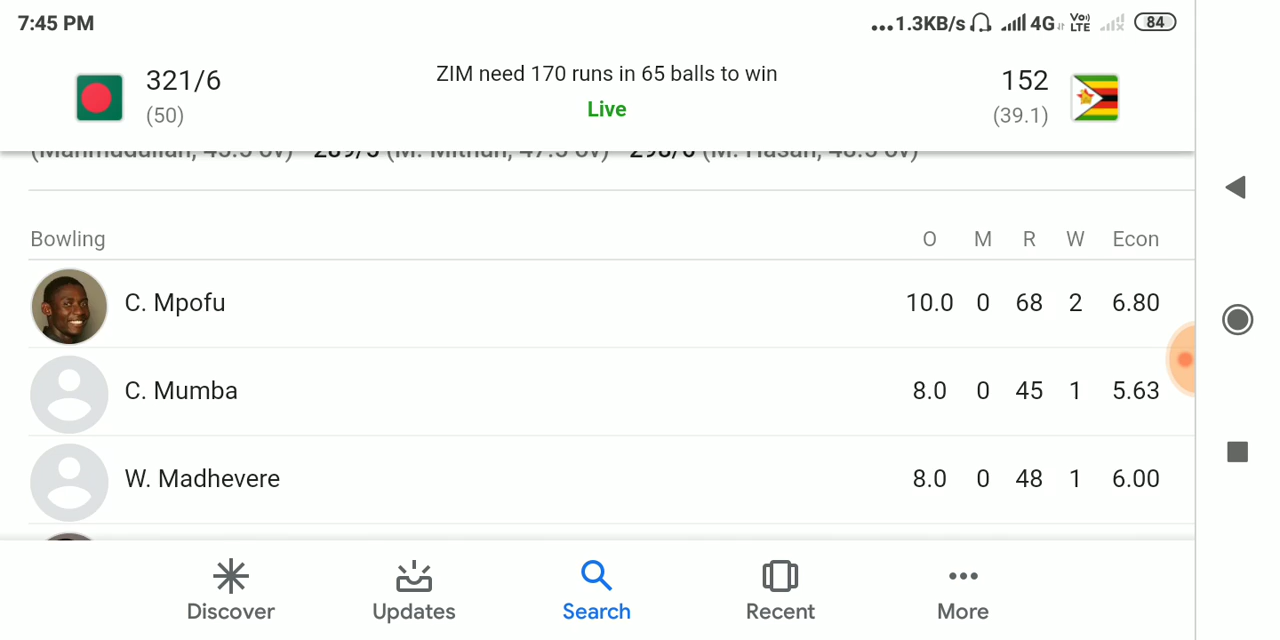 7:45 PM ...1.3KB/s 4G Vo) LTE 84
321/6 ZIM need 170 runs in 65 balls to win 152
(50) Live (39.1)
Bowling O M R W Econ
C. Mpofu 10.0 0 68 2 6.80
C. Mumba 8.0 0 45 1 5.63
W. Madhevere 8.0 0 48 1 6.00
Discover Updates Search Recent More